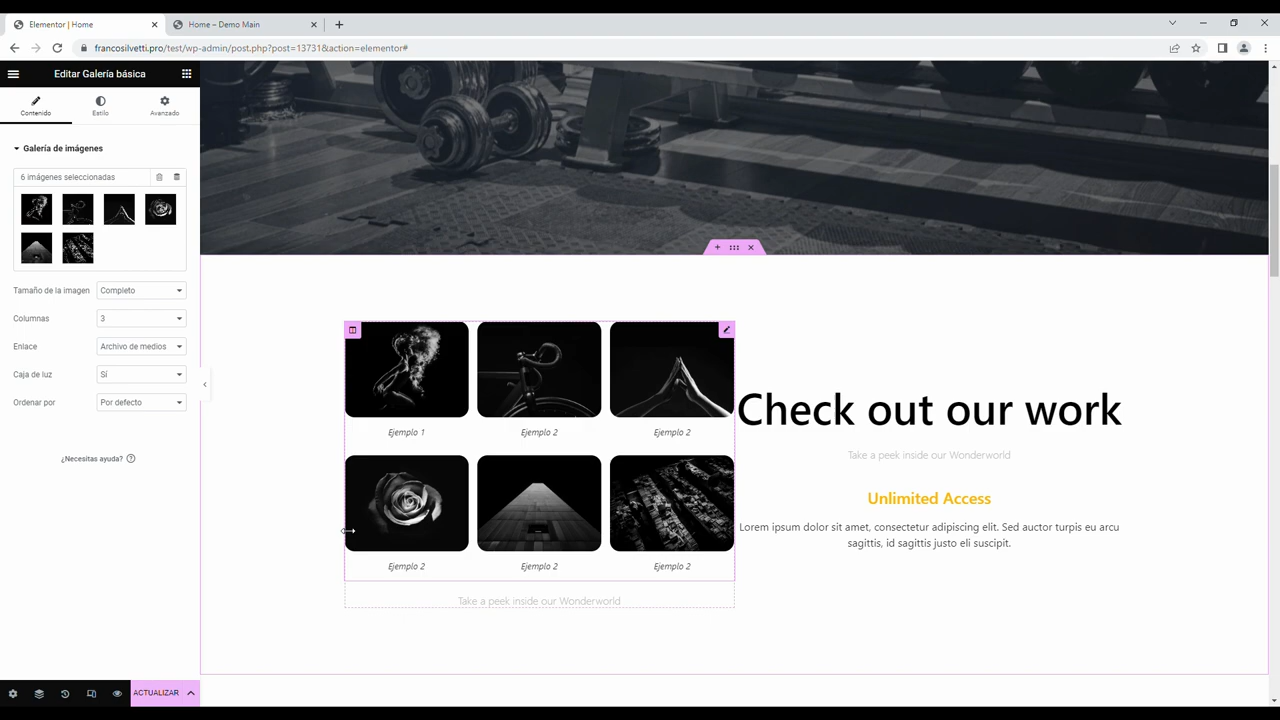 Elementor | Home
Home – Demo Main
francosilvetti.pro/test/wp-admin/post.php?post=13731&action=elementor#
Editar Galería básica
Contenido
Estilo
Avanzado
Galería de imágenes
6 imágenes seleccionadas
Tamaño de la imagen
Completo
Columnas
3
Enlace
Archivo de medios
Caja de luz
Sí
Ordenar por
Por defecto
¿Necesitas ayuda?
ACTUALIZAR
Ejemplo 1
Ejemplo 2
Ejemplo 2
Ejemplo 2
Ejemplo 2
Ejemplo 2
Take a peek inside our Wonderworld
Check out our work
Take a peek inside our Wonderworld
Unlimited Access
Lorem ipsum dolor sit amet, consectetur adipiscing elit. Sed auctor turpis eu arcu
sagittis, id sagittis justo eli suscipit.